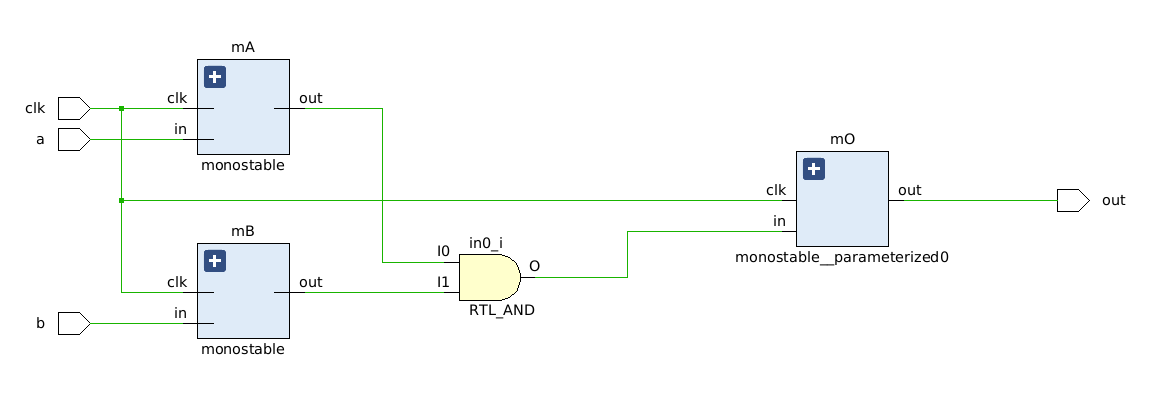 mA
clk
clk
out
a
in
monostable
mB
clk
out
b
in
monostable
in0_i
I0
O
I1
RTL_AND
mO
clk
out
out
in
monostable__parameterized0